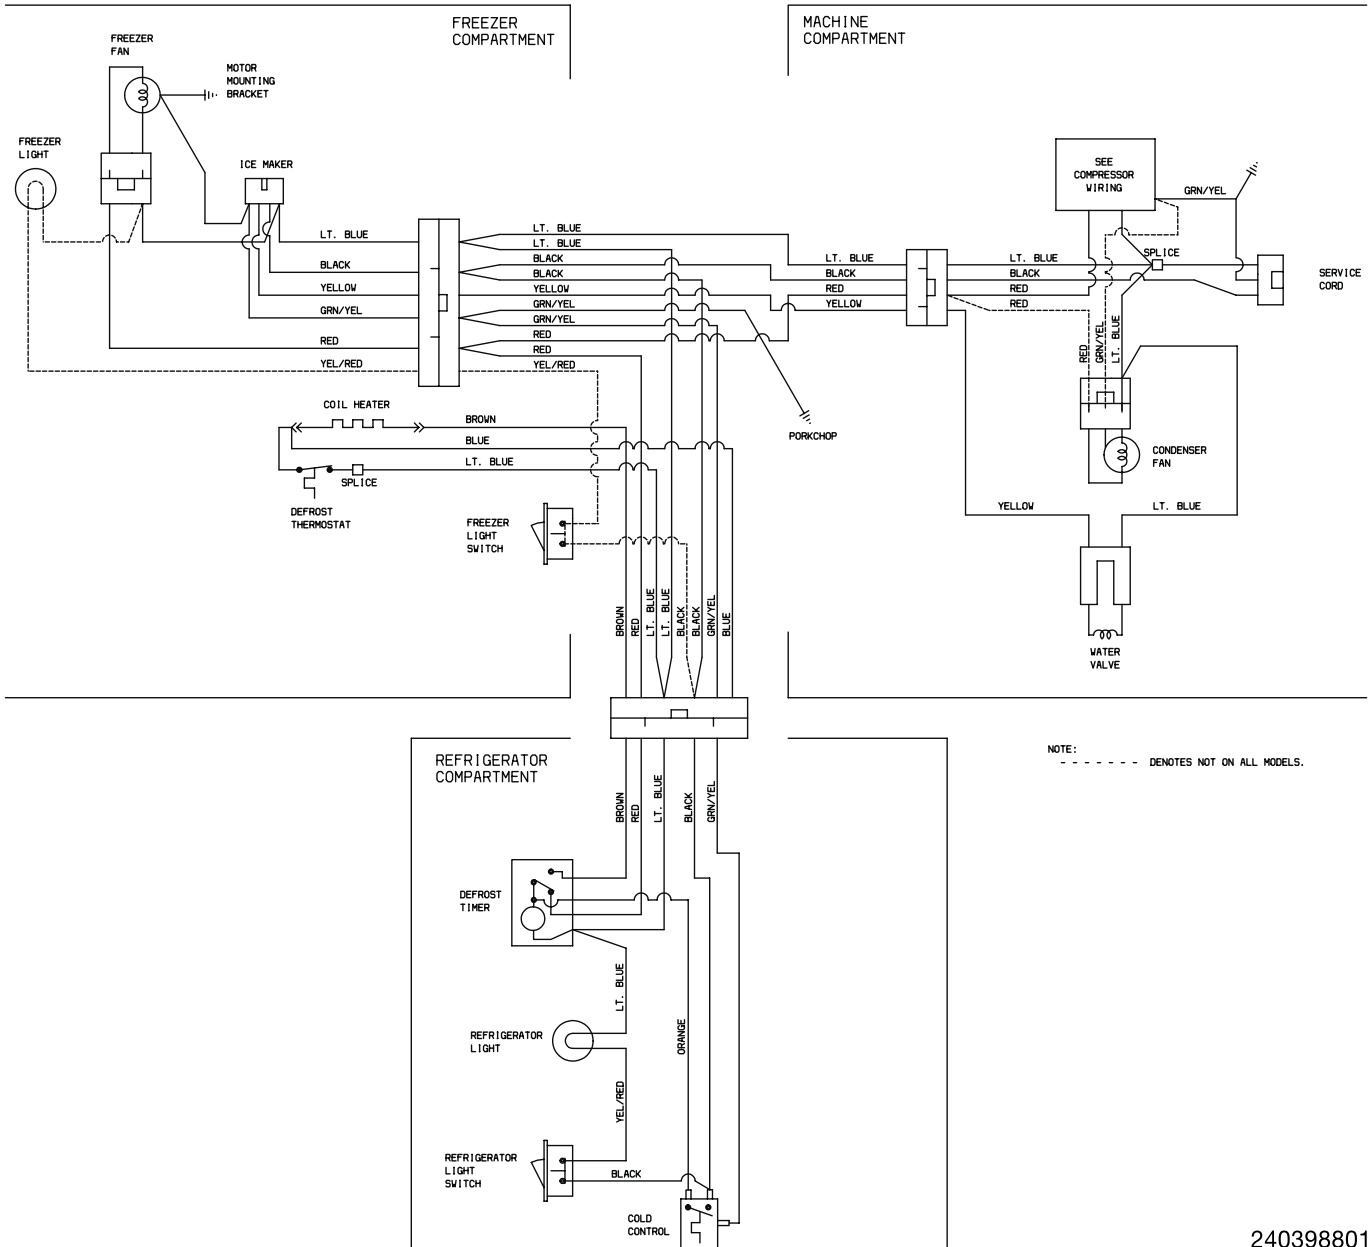 FREEZER
COMPARTMENT
MACHINE
COMPARTMENT
FREEZER
FAN
MOTOR
MOUNTING
BRACKET
FREEZER
LIGHT
ICE MAKER
SEE
COMPRESSOR
WIRING
GRN/YEL
LT. BLUE
BLACK
YELLOW
GRN/YEL
RED
YEL/RED
LT. BLUE
LT. BLUE
BLACK
BLACK
YELLOW
GRN/YEL
GRN/YEL
RED
RED
YEL/RED
LT. BLUE
BLACK
RED
YELLOW
LT. BLUE
BLACK
RED
RED
SPLICE
SERVICE
CORD
RED
GRN/YEL
LT. BLUE
PORKCHOP
COIL HEATER
BROWN
BLUE
LT. BLUE
SPLICE
DEFROST
THERMOSTAT
FREEZER
LIGHT
SWITCH
CONDENSER
FAN
YELLOW
LT. BLUE
WATER
VALVE
BROWN
RED
LT. BLUE
LT. BLUE
BLACK
BLACK
GRN/YEL
BLUE
REFRIGERATOR
COMPARTMENT
NOTE:
- - - - - - - DENOTES NOT ON ALL MODELS.
BROWN
RED
LT. BLUE
BLACK
GRN/YEL
DEFROST
TIMER
LT. BLUE
ORANGE
REFRIGERATOR
LIGHT
YEL/RED
REFRIGERATOR
LIGHT
SWITCH
BLACK
COLD
CONTROL
240398801